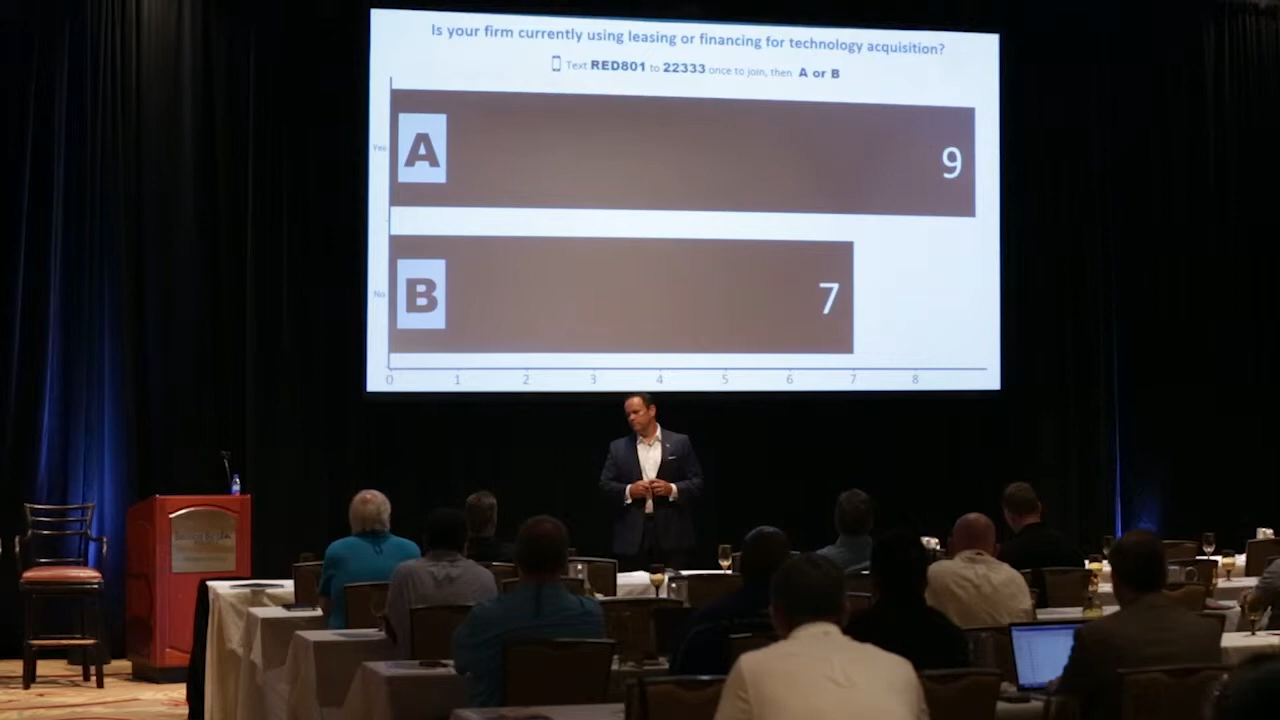 Is your firm currently using leasing or financing for technology acquisition?
Text RED801 to 22333 once to join, then A or B
Yes
A
9
No
B
7
0 1 2 3 4 5 6 7 8